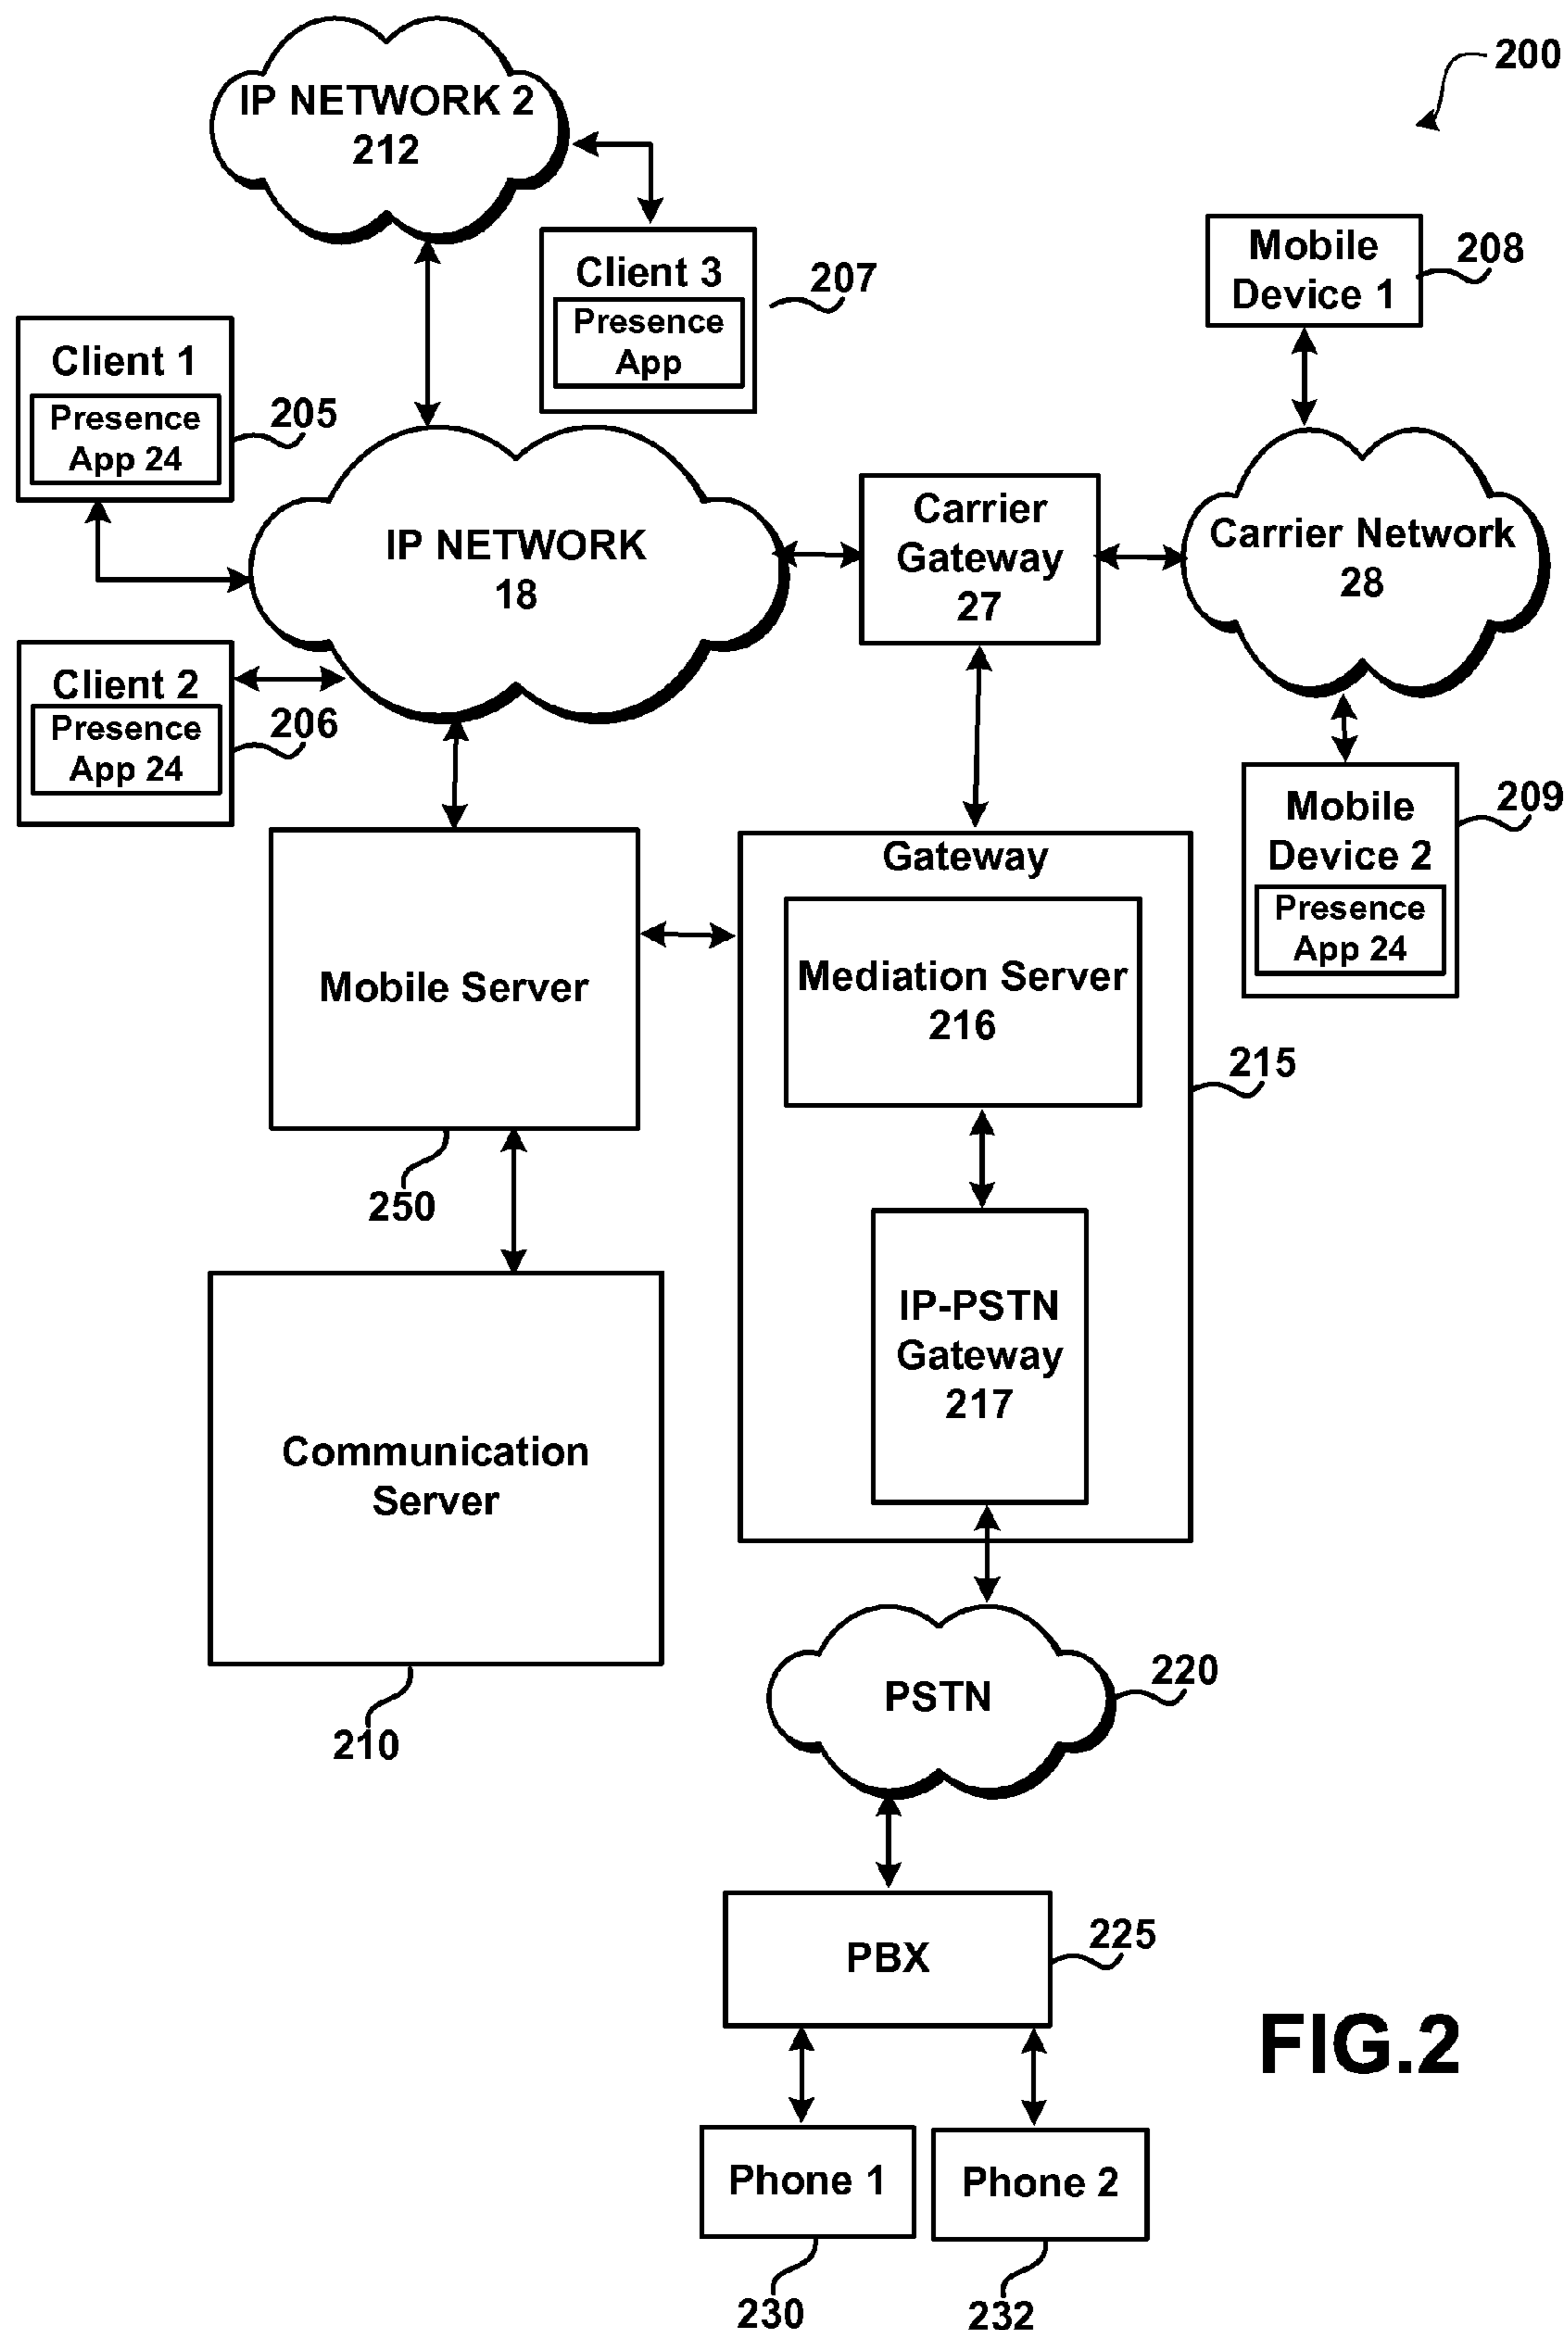 IP NETWORK 2
212
200
Client 3
Presence
App
207
Mobile
Device 1
208
Client 1
Presence
App 24
205
IP NETWORK
18
Carrier
Gateway
27
Carrier Network
28
Client 2
Presence
App 24
206
Mobile
Device 2
Presence
App 24
209
Mobile Server
250
Gateway
Mediation Server
216
215
IP-PSTN
Gateway
217
Communication
Server
210
PSTN
220
PBX
225
FIG.2
Phone 1
Phone 2
230
232